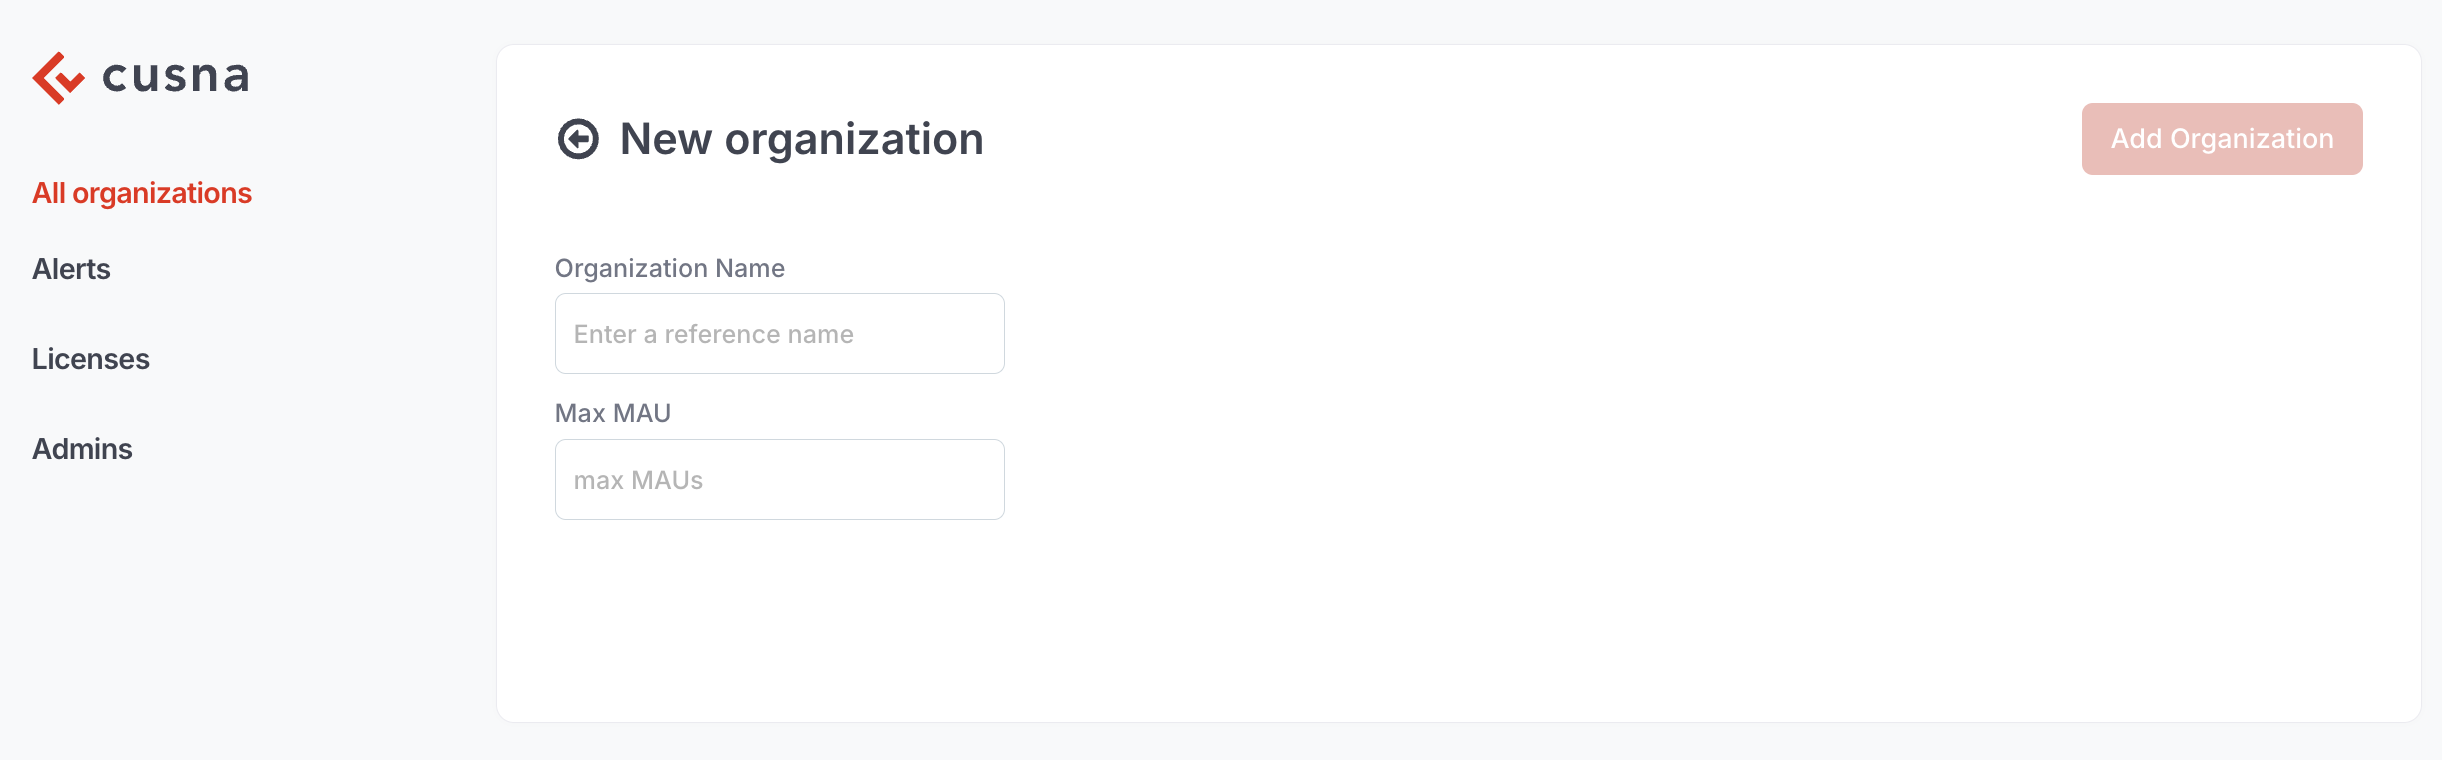 cusna
All organizations
Alerts
Licenses
Admins
New organization
Add Organization
Organization Name
Enter a reference name
Max MAU
max MAUs